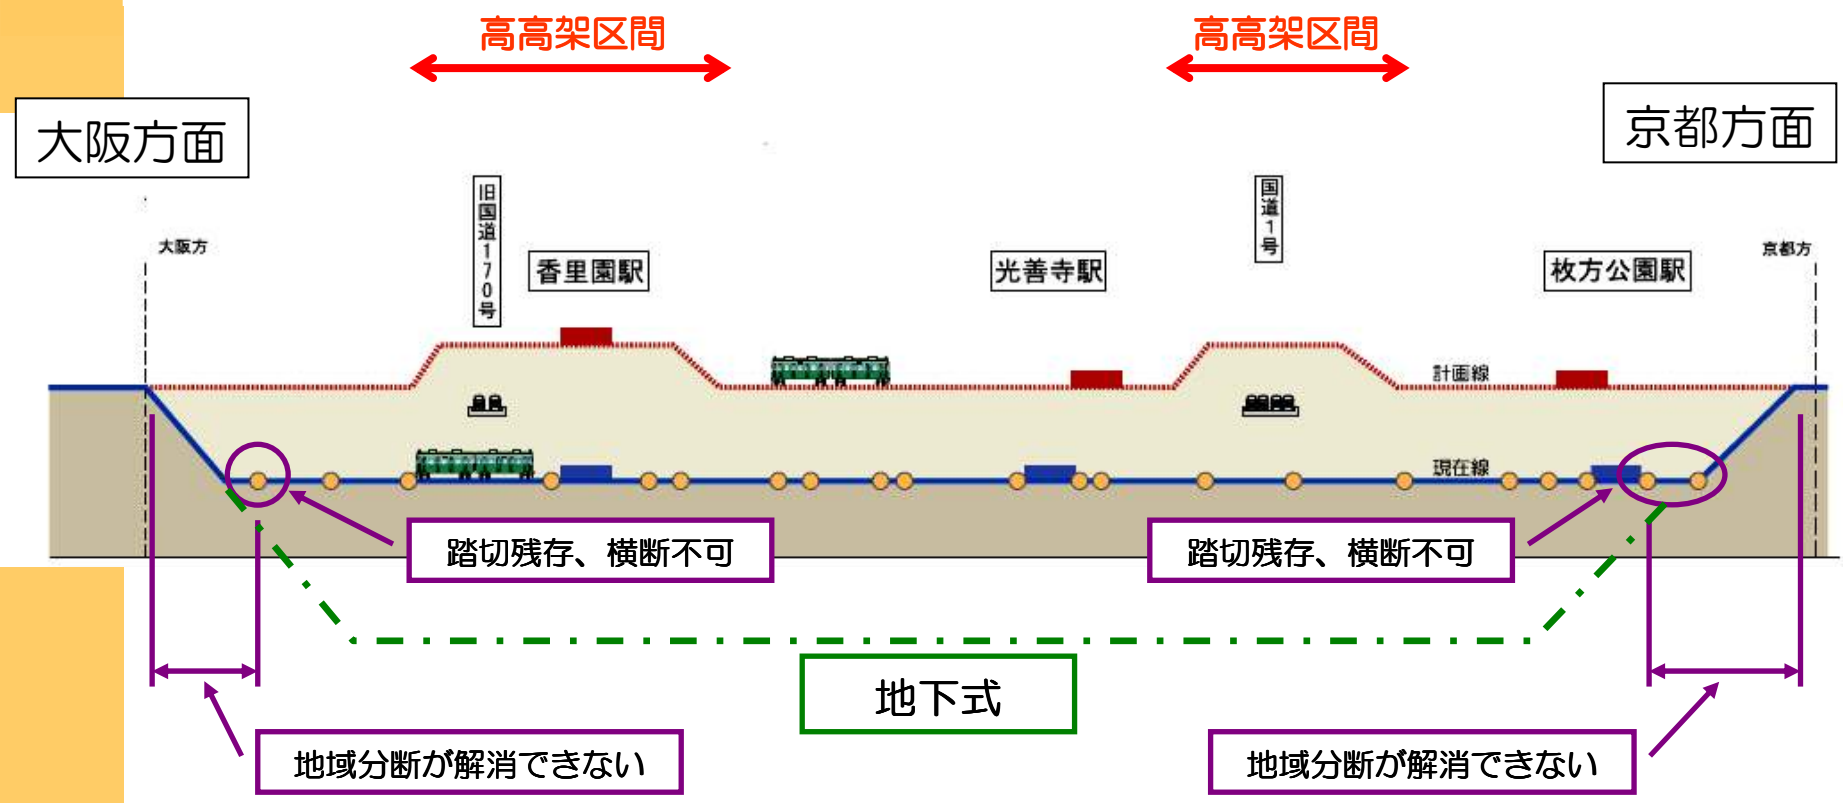 高高架区間
高高架区間
大阪方面
京都方面
旧国道170号
国道1号
大阪方
京都方
香里園駅
光善寺駅
枚方公園駅
計画線
現在線
踏切残存、横断不可
踏切残存、横断不可
地下式
地域分断が解消できない
地域分断が解消できない